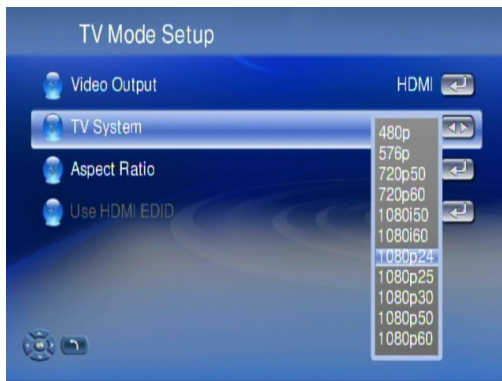 TV Mode Setup
Video Output HDMI
TV System
Aspect Ratio
Use HDMI EDID
480p
576p
720p50
720p60
1080i50
1080i60
1080p24
1080p25
1080p30
1080p50
1080p60